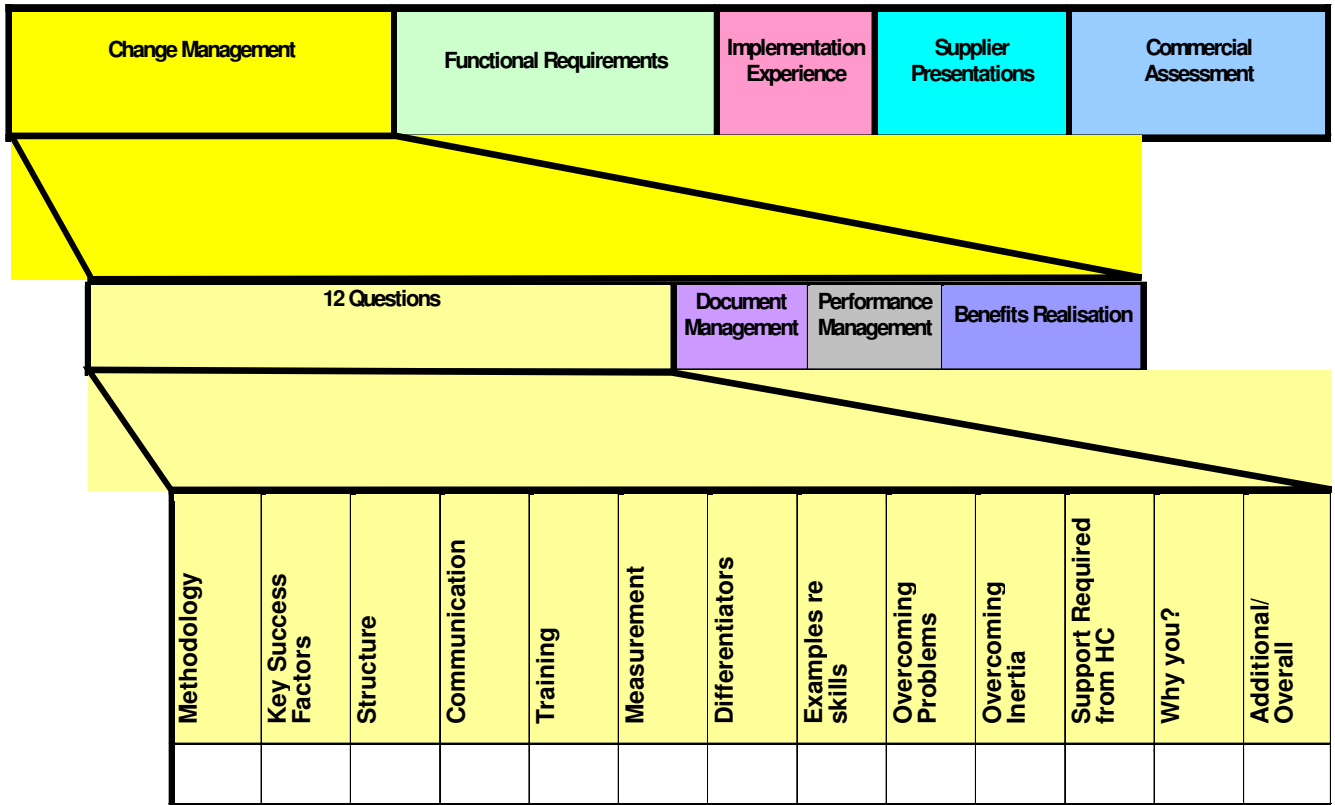 Change Management
Functional Requirements
Implementation
Experience
Supplier
Presentations
Commercial
Assessment
12 Questions
Document
Management
Performance
Management
Benefits Realisation
Methodology
Key Success
Factors
Structure
Communication
Training
Measurement
Differentiators
Examples re
skills
Overcoming
Problems
Overcoming
Inertia
Support Required
from HC
Why you?
Additional/
Overall